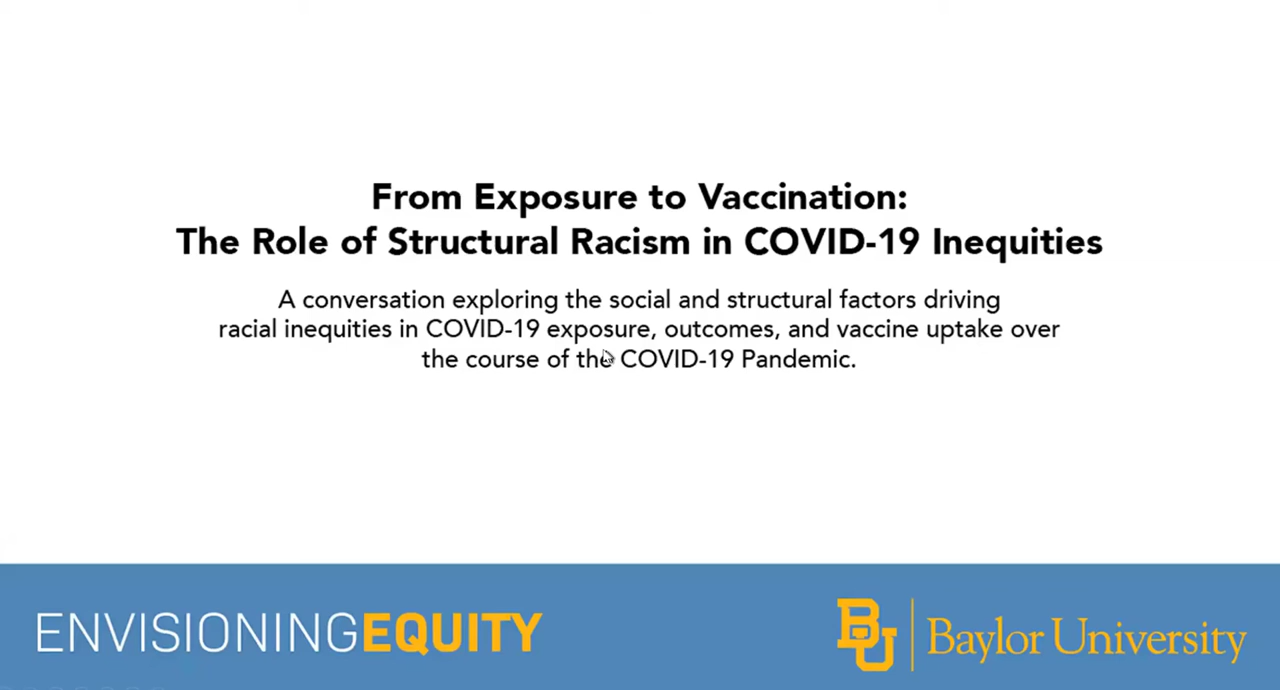 From Exposure to Vaccination:
The Role of Structural Racism in COVID-19 Inequities
A conversation exploring the social and structural factors driving
racial inequities in COVID-19 exposure, outcomes, and vaccine uptake over
the course of the COVID-19 Pandemic.
ENVISIONINGEQUITY
BU Baylor University